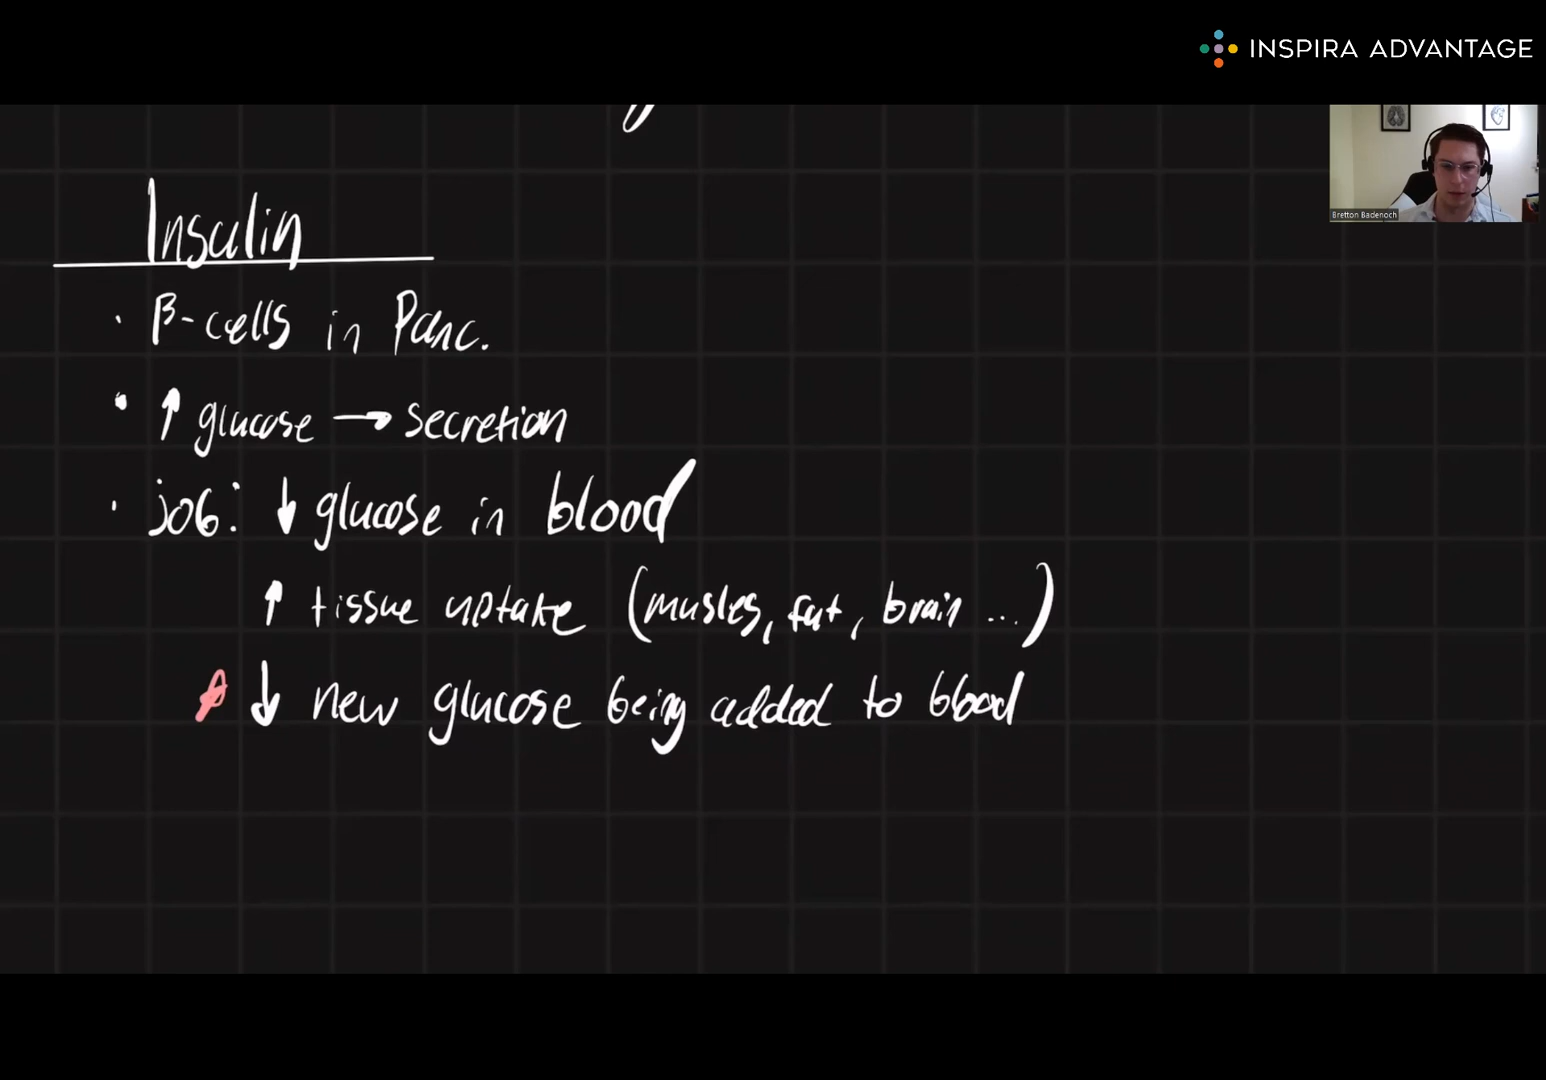 INSPIRA ADVANTAGE
Bretton Badenoch
Insulin
· β-cells in Panc.
• ↑ glucose → secretion
· job: ↓ glucose in blood
↑ tissue uptake (musles, fat, brain ...)
↓ new glucose being added to blood